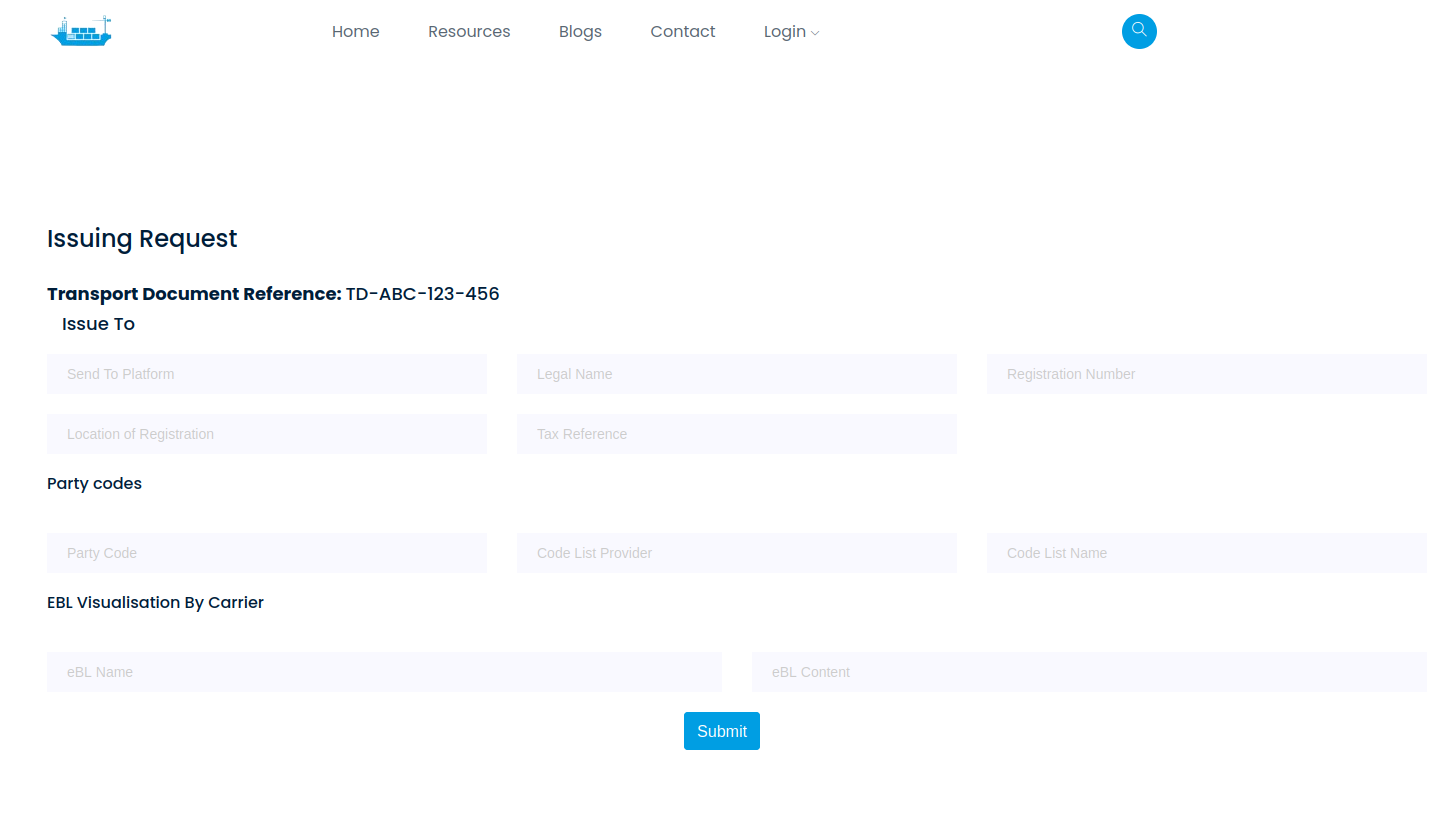 Home Resources Blogs Contact Login
Issuing Request
Transport Document Reference: TD-ABC-123-456
Issue To
Send To Platform Legal Name Registration Number
Location of Registration Tax Reference
Party codes
Party Code Code List Provider Code List Name
EBL Visualisation By Carrier
eBL Name eBL Content
Submit